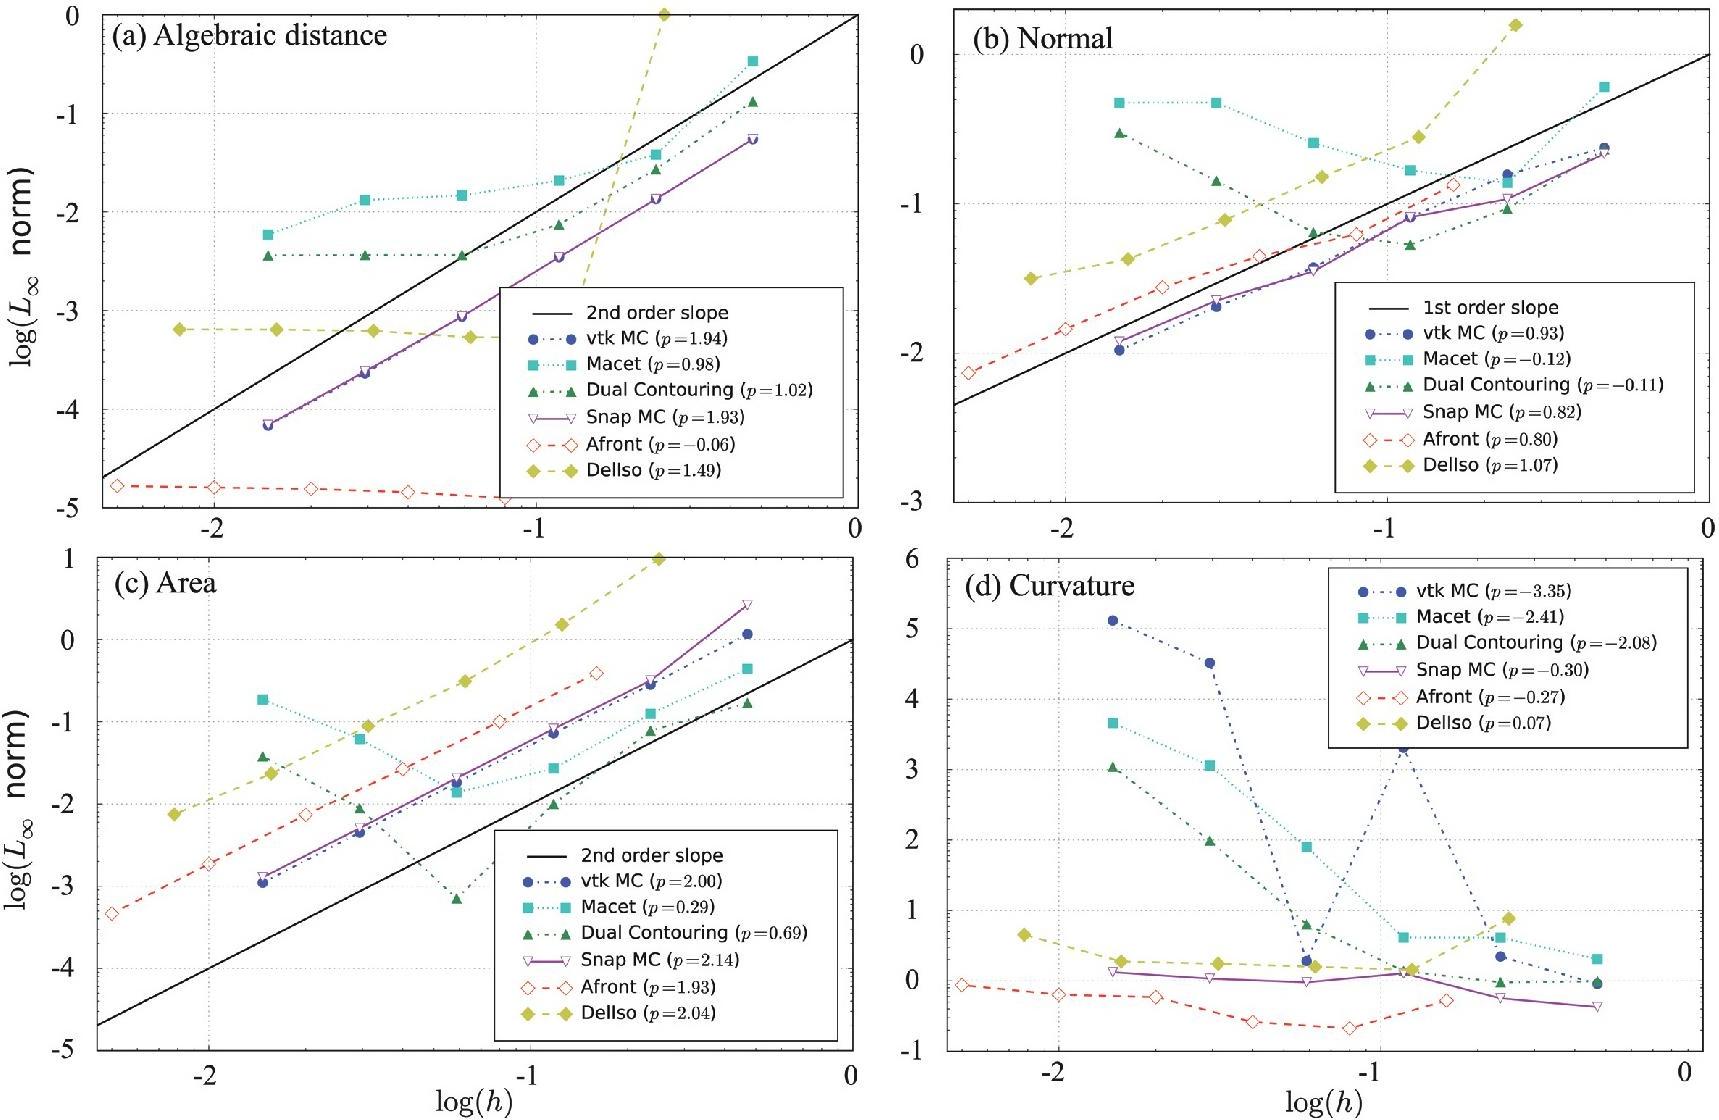 (a) Algebraic distance
0
-1
-2
-3
-4
-5
log(L∞ norm)
2nd order slope
vtk MC (p=1.94)
Macet (p=0.98)
Dual Contouring (p=1.02)
Snap MC (p=1.93)
Afront (p=−0.06)
DelIso (p=1.49)
-2
-1
0
(b) Normal
0
-1
-2
-3
1st order slope
vtk MC (p=0.93)
Macet (p=−0.12)
Dual Contouring (p=−0.11)
Snap MC (p=0.82)
Afront (p=0.80)
DelIso (p=1.07)
-2
-1
0
(c) Area
1
0
-1
-2
-3
-4
-5
log(L∞ norm)
2nd order slope
vtk MC (p=2.00)
Macet (p=0.29)
Dual Contouring (p=0.69)
Snap MC (p=2.14)
Afront (p=1.93)
DelIso (p=2.04)
-2
-1
0
log(h)
(d) Curvature
6
5
4
3
2
1
0
-1
vtk MC (p=−3.35)
Macet (p=−2.41)
Dual Contouring (p=−2.08)
Snap MC (p=−0.30)
Afront (p=−0.27)
DelIso (p=0.07)
-2
-1
0
log(h)